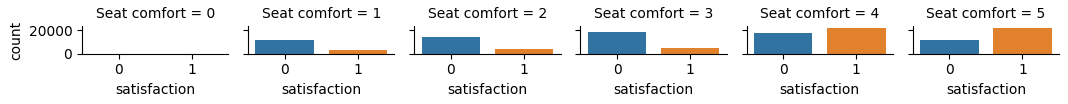 Seat comfort = 0 Seat comfort = 1 Seat comfort = 2 Seat comfort = 3 Seat comfort = 4 Seat comfort = 5
count
20000
0
0 1 0 1 0 1 0 1 0 1 0 1
satisfaction satisfaction satisfaction satisfaction satisfaction satisfaction